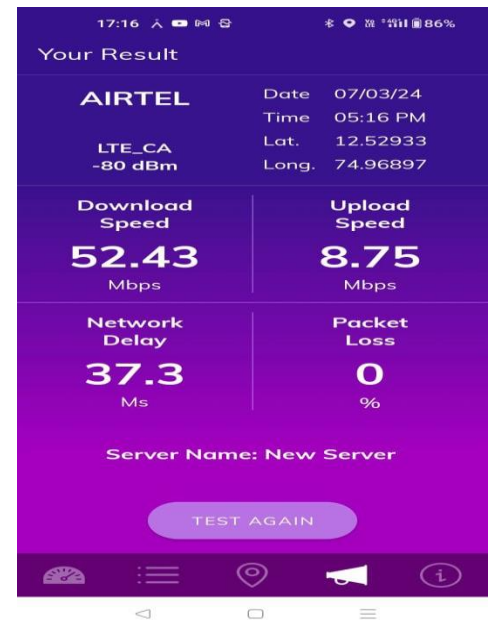 17:16 86%
Your Result
AIRTEL
LTE_CA
-80 dBm
Date 07/03/24
Time 05:16 PM
Lat. 12.52933
Long. 74.96897
Download Speed
52.43
Mbps
Upload Speed
8.75
Mbps
Network Delay
37.3
Ms
Packet Loss
0
%
Server Name: New Server
TEST AGAIN